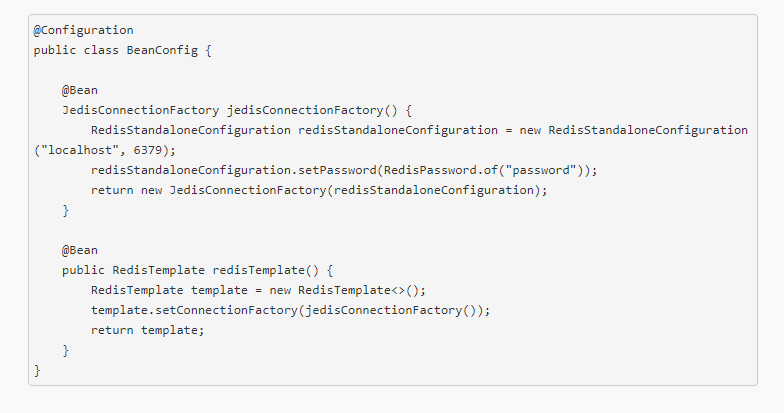 @Configuration
public class BeanConfig {
    @Bean
    JedisConnectionFactory jedisConnectionFactory() {
        RedisStandaloneConfiguration redisStandaloneConfiguration = new RedisStandaloneConfiguration
("localhost", 6379);
        redisStandaloneConfiguration.setPassword(RedisPassword.of("password"));
        return new JedisConnectionFactory(redisStandaloneConfiguration);
    }
    @Bean
    public RedisTemplate redisTemplate() {
        RedisTemplate template = new RedisTemplate<>();
        template.setConnectionFactory(jedisConnectionFactory());
        return template;
    }
}